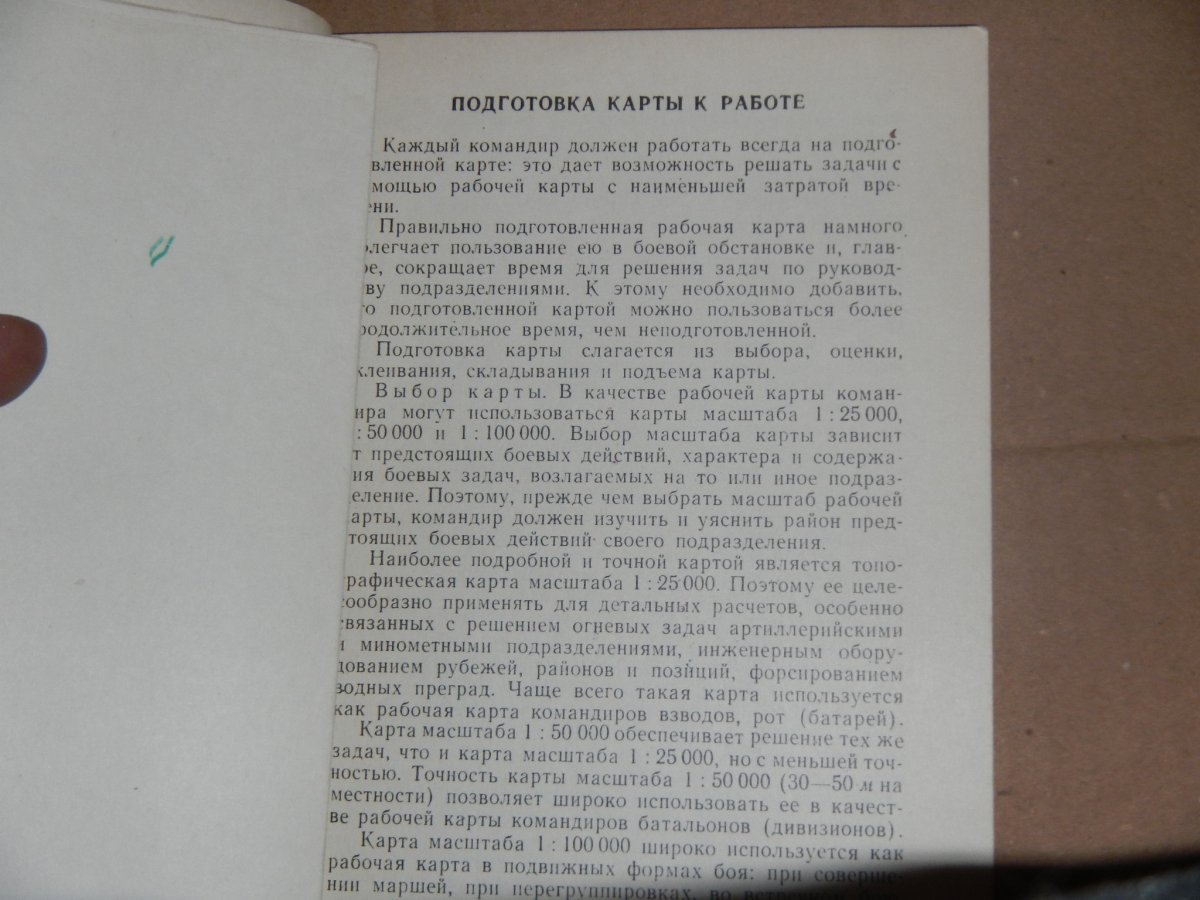 ПОДГОТОВКА КАРТЫ К РАБОТЕ
Каждый командир должен работать всегда на подго-
вленной карте: это дает возможность решать задачи с
мощью рабочей карты с наименьшей затратой вре-
ени.
Правильно подготовленная рабочая карта намного
легчает пользование ею в боевой обстановке и, глав-
ое, сокращает время для решения задач по руковод-
ву подразделениями. К этому необходимо добавить,
о подготовленной картой можно пользоваться более
родолжительное время, чем неподготовленной.
Подготовка карты слагается из выбора, оценки,
клеивания, складывания и подъема карты.
Выбор карты. В качестве рабочей карты коман-
ира могут использоваться карты масштаба 1 : 25 000,
: 50 000 и 1 : 100 000. Выбор масштаба карты зависит
т предстоящих боевых действий, характера и содержа-
ия боевых задач, возлагаемых на то или иное подраз-
еление. Поэтому, прежде чем выбрать масштаб рабочей
арты, командир должен изучить и уяснить район пред-
тоящих боевых действий своего подразделения.
Наиболее подробной и точной картой является топо-
рафическая карта масштаба 1 : 25 000. Поэтому ее целе-
сообразно применять для детальных расчетов, особенно
связанных с решением огневых задач артиллерийскими
и минометными подразделениями, инженерным обору-
дованием рубежей, районов и позиций, форсированием
водных преград. Чаще всего такая карта используется
как рабочая карта командиров взводов, рот (батарей).
Карта масштаба 1 : 50 000 обеспечивает решение тех же
задач, что и карта масштаба 1 : 25 000, но с меньшей точ-
ностью. Точность карты масштаба 1 : 50 000 (30—50 м на
местности) позволяет широко использовать ее в качест-
ве рабочей карты командиров батальонов (дивизионов).
Карта масштаба 1 : 100 000 широко используется как
рабочая карта в подвижных формах боя: при соверше-
нии маршей, при перегруппировках, во